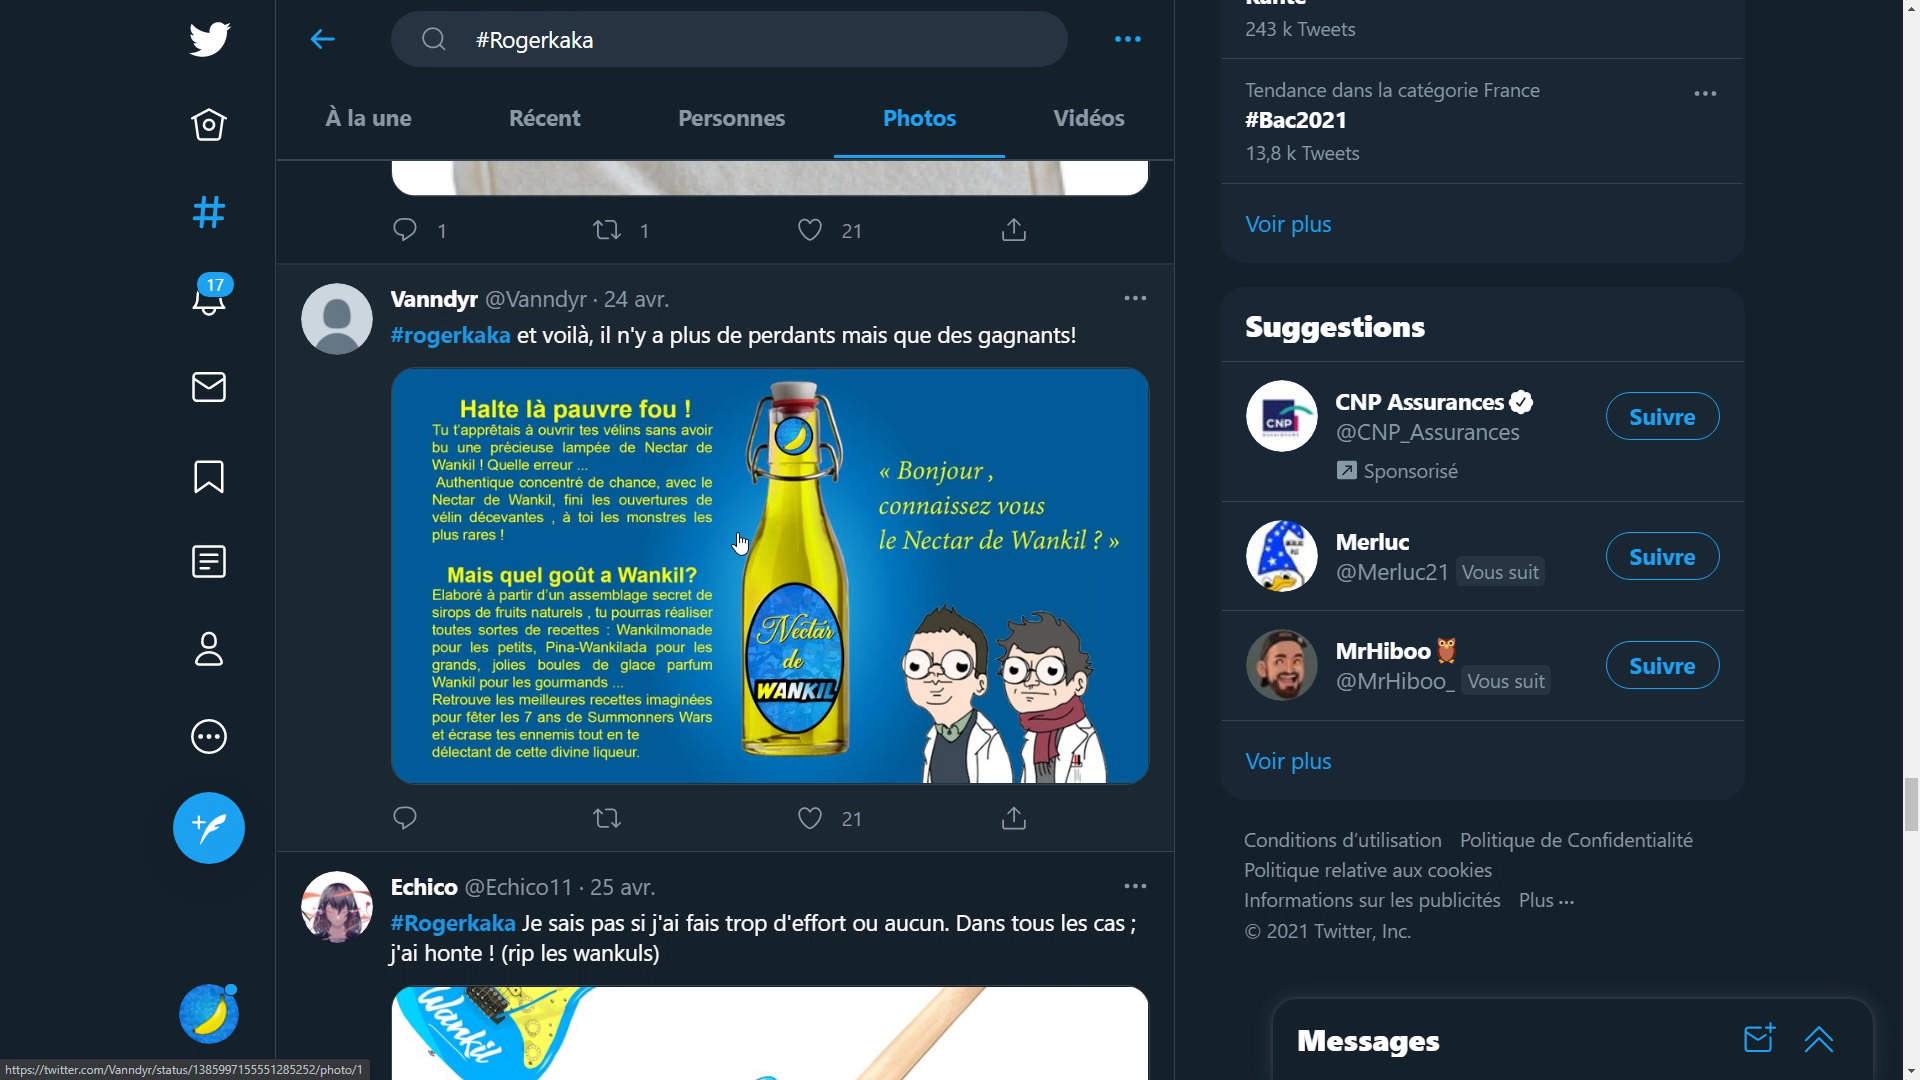 #Rogerkaka
À la une
Récent
Personnes
Photos
Vidéos
1
1
21
17
Vanndyr @Vanndyr · 24 avr.
#rogerkaka et voilà, il n'y a plus de perdants mais que des gagnants!
Halte là pauvre fou !
Tu t'apprêtais à ouvrir tes vélins sans avoir
bu une précieuse lampée de Nectar de
Wankil ! Quelle erreur ...
Authentique concentré de chance, avec le
Nectar de Wankil, fini les ouvertures de
vélin décevantes , à toi les monstres les
plus rares !
Mais quel goût a Wankil?
Elaboré à partir d'un assemblage secret de
sirops de fruits naturels , tu pourras réaliser
toutes sortes de recettes : Wankilmonade
pour les petits, Pina-Wankilada pour les
grands, jolies boules de glace parfum
Wankil pour les gourmands ...
Retrouve les meilleures recettes imaginées
pour fêter les 7 ans de Summonners Wars
et écrase tes ennemis tout en te
délectant de cette divine liqueur.
Nectar
de
WANKIL
« Bonjour ,
connaissez vous
le Nectar de Wankil ? »
21
Echico @Echico11 · 25 avr.
#Rogerkaka Je sais pas si j'ai fais trop d'effort ou aucun. Dans tous les cas ;
j'ai honte ! (rip les wankuls)
Wankil
https://twitter.com/Vanndyr/status/1385997155551285252/photo/1
Kanté
243 k Tweets
Tendance dans la catégorie France
#Bac2021
13,8 k Tweets
Voir plus
Suggestions
CNP
CNP Assurances
@CNP_Assurances
Sponsorisé
Suivre
Merluc
@Merluc21 Vous suit
Suivre
MrHiboo
@MrHiboo_ Vous suit
Suivre
Voir plus
Conditions d'utilisation Politique de Confidentialité
Politique relative aux cookies
Informations sur les publicités Plus ...
© 2021 Twitter, Inc.
Messages